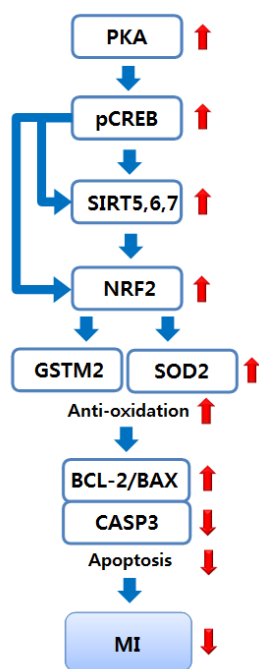 PKA
pCREB
SIRT5,6,7
NRF2
GSTM2 SOD2
Anti-oxidation
BCL-2/BAX
CASP3
Apoptosis
MI